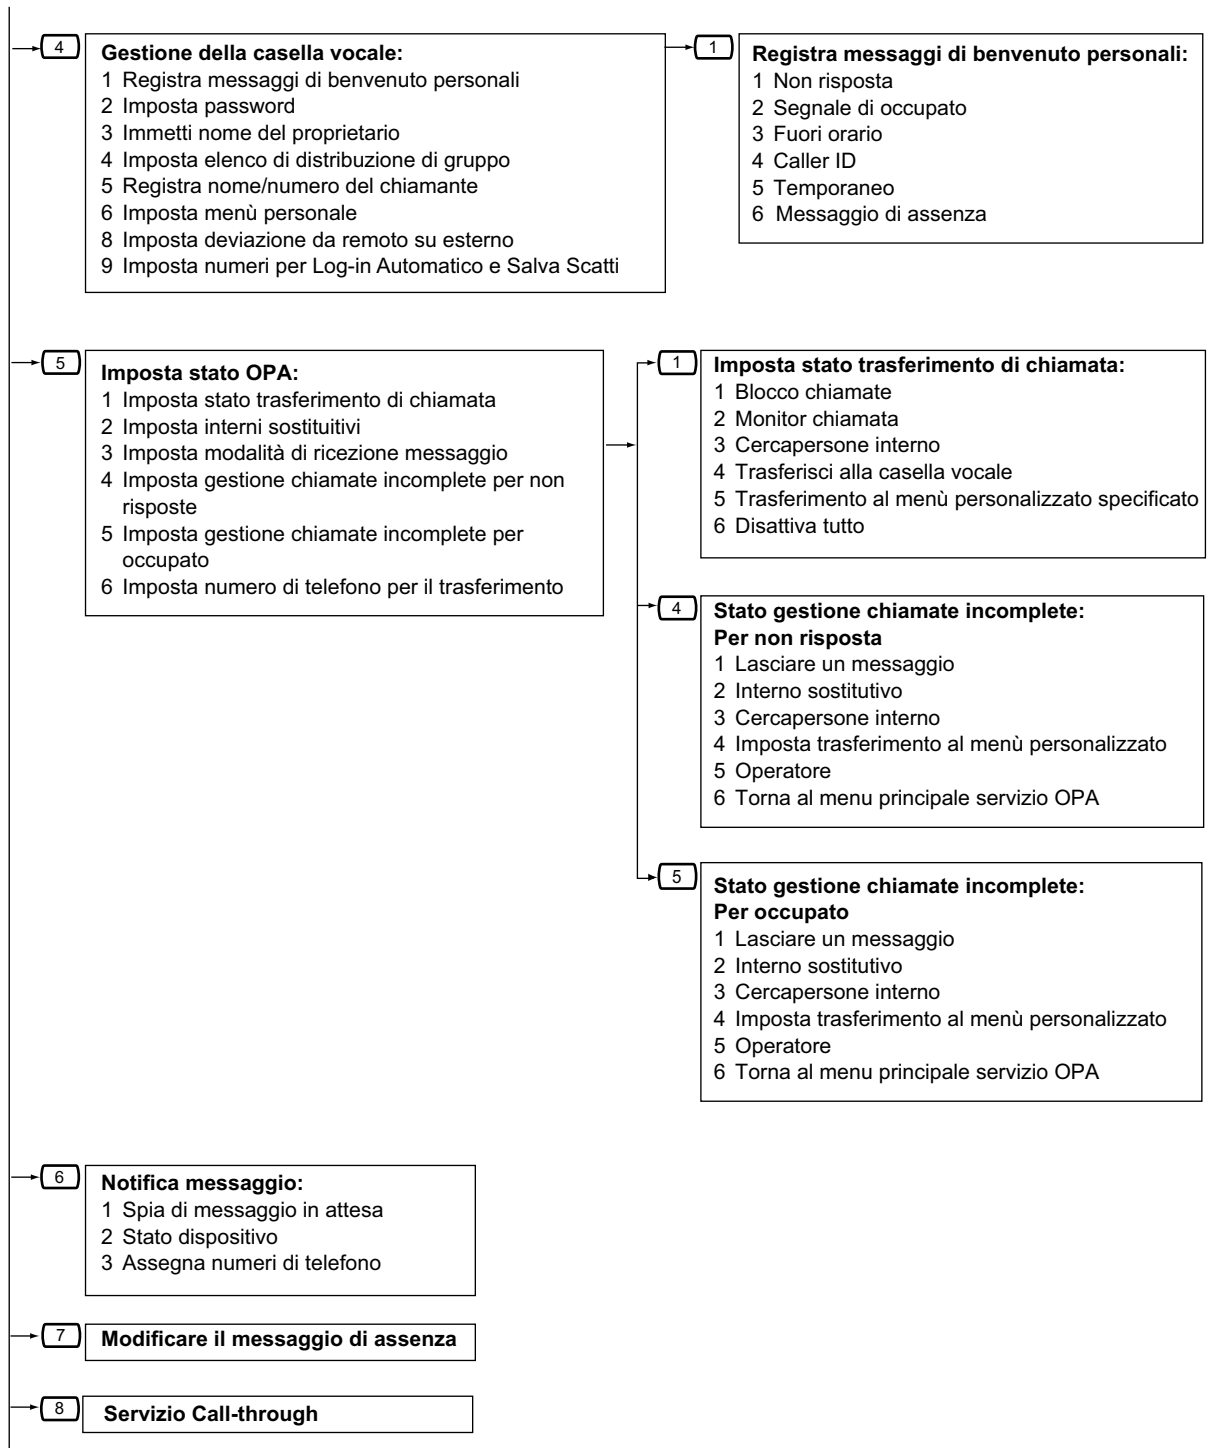 4
Gestione della casella vocale:
1 Registra messaggi di benvenuto personali
2 Imposta password
3 Immetti nome del proprietario
4 Imposta elenco di distribuzione di gruppo
5 Registra nome/numero del chiamante
6 Imposta menù personale
8 Imposta deviazione da remoto su esterno
9 Imposta numeri per Log-in Automatico e Salva Scatti
1
Registra messaggi di benvenuto personali:
1 Non risposta
2 Segnale di occupato
3 Fuori orario
4 Caller ID
5 Temporaneo
6 Messaggio di assenza
5
Imposta stato OPA:
1 Imposta stato trasferimento di chiamata
2 Imposta interni sostituitivi
3 Imposta modalità di ricezione messaggio
4 Imposta gestione chiamate incomplete per non
risposte
5 Imposta gestione chiamate incomplete per
occupato
6 Imposta numero di telefono per il trasferimento
1
Imposta stato trasferimento di chiamata:
1 Blocco chiamate
2 Monitor chiamata
3 Cercapersone interno
4 Trasferisci alla casella vocale
5 Trasferimento al menù personalizzato specificato
6 Disattiva tutto
4
Stato gestione chiamate incomplete:
Per non risposta
1 Lasciare un messaggio
2 Interno sostitutivo
3 Cercapersone interno
4 Imposta trasferimento al menù personalizzato
5 Operatore
6 Torna al menu principale servizio OPA
5
Stato gestione chiamate incomplete:
Per occupato
1 Lasciare un messaggio
2 Interno sostitutivo
3 Cercapersone interno
4 Imposta trasferimento al menù personalizzato
5 Operatore
6 Torna al menu principale servizio OPA
6
Notifica messaggio:
1 Spia di messaggio in attesa
2 Stato dispositivo
3 Assegna numeri di telefono
7
Modificare il messaggio di assenza
8
Servizio Call-through